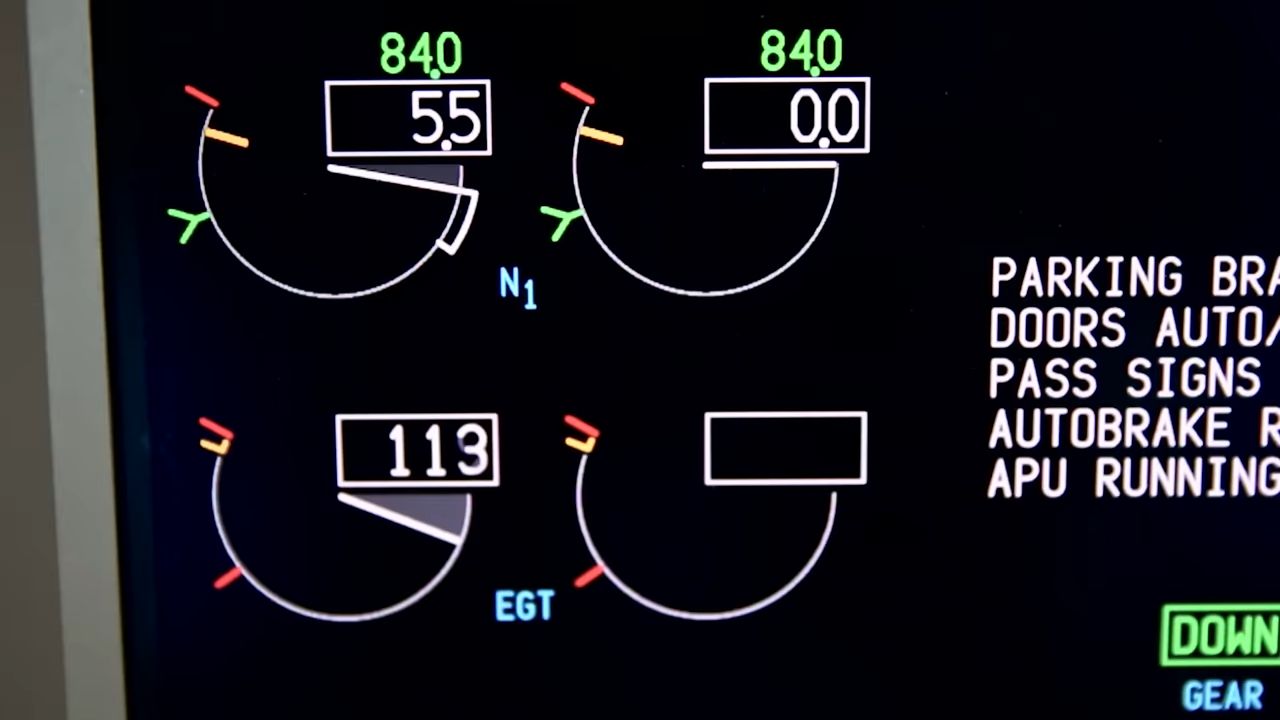 84.0 84.0
5.5 0.0
N1
PARKING BRA
DOORS AUTO/
PASS SIGNS
AUTOBRAKE R
APU RUNNING
113
EGT
DOWN
GEAR